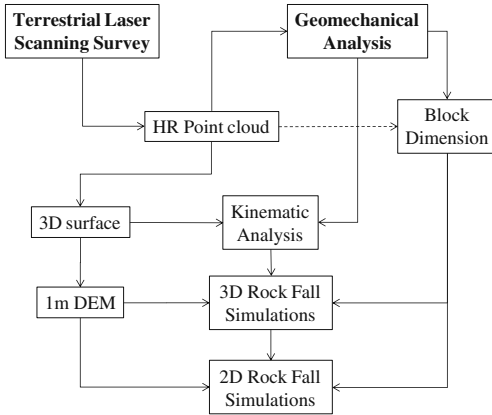 Terrestrial Laser
Scanning Survey
Geomechanical
Analysis
HR Point cloud
Block
Dimension
3D surface
Kinematic
Analysis
1m DEM
3D Rock Fall
Simulations
2D Rock Fall
Simulations